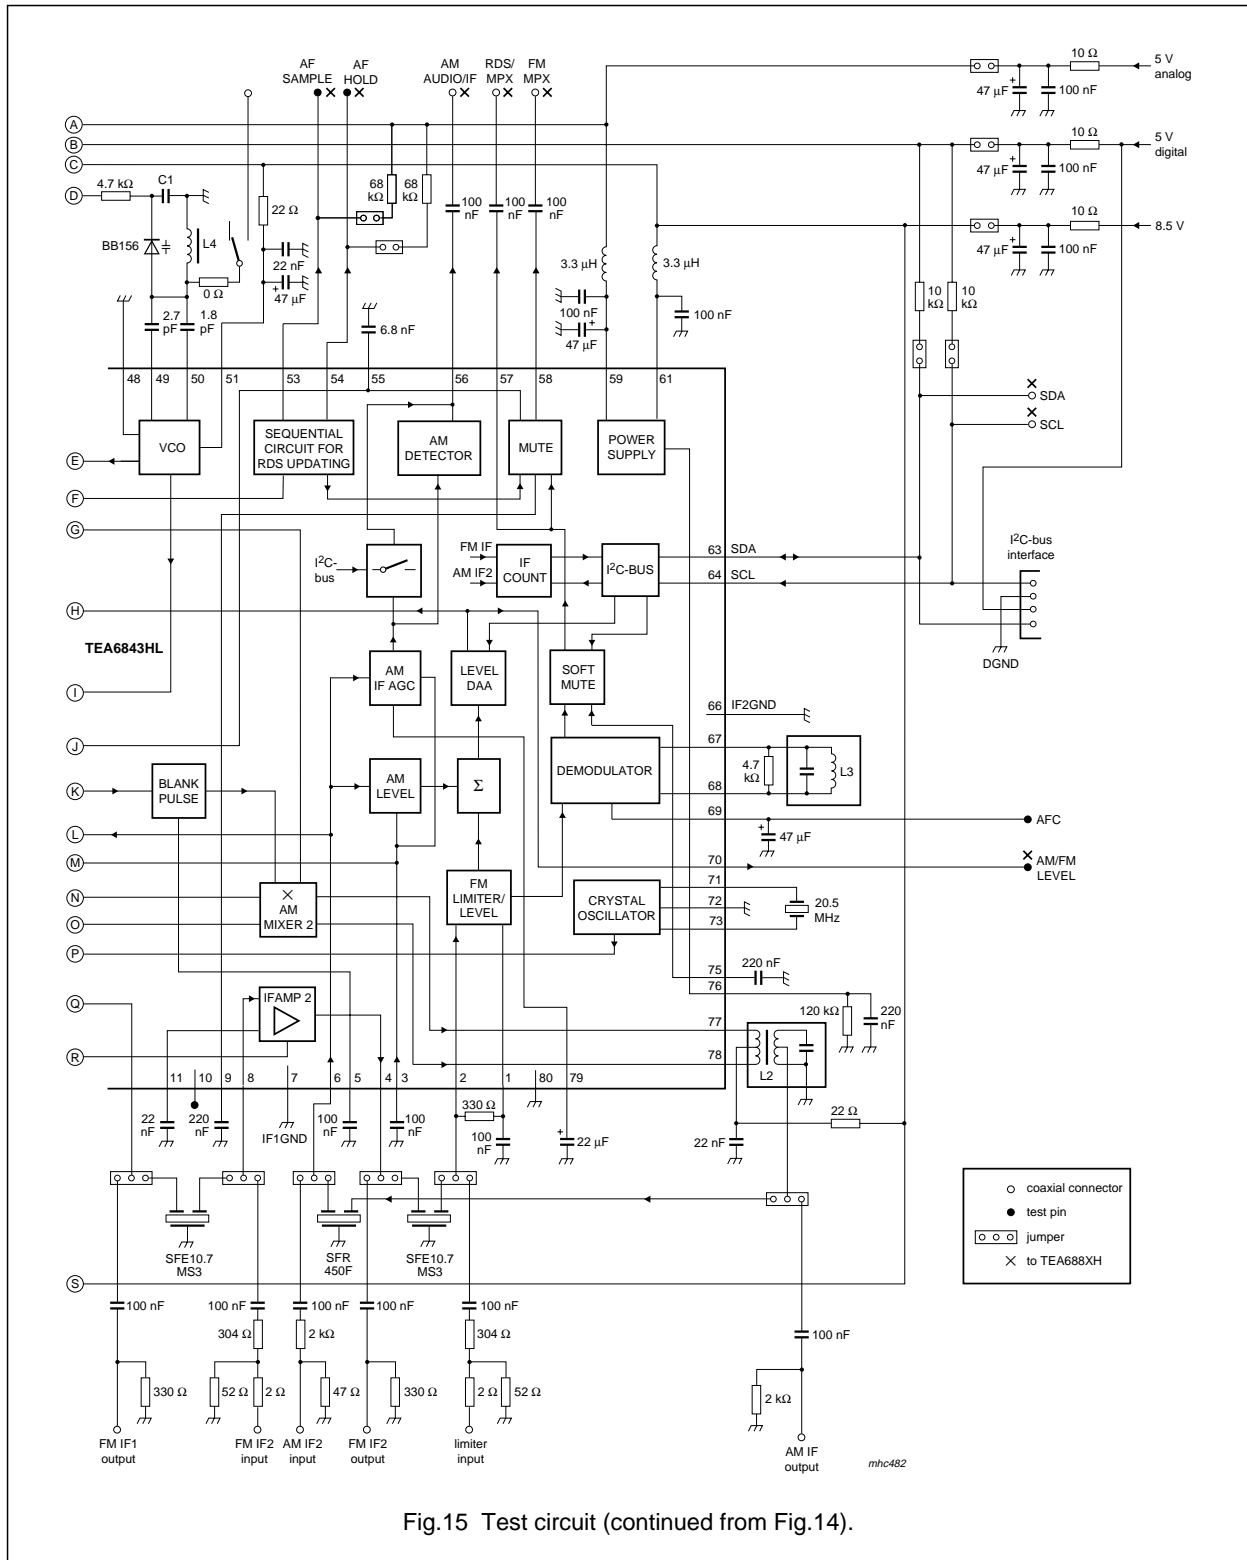 AF SAMPLE
AF HOLD
AM AUDIO/IF
RDS/ MPX
FM MPX
10 Ω
5 V analog
47 μF
100 nF
A
B
10 Ω
5 V digital
47 μF
100 nF
C
D
4.7 kΩ
C1
22 Ω
68 kΩ
68 kΩ
100 nF
100 nF
100 nF
10 Ω
8.5 V
47 μF
100 nF
BB156
L4
22 nF
47 μF
0 Ω
3.3 μH
3.3 μH
2.7 pF
1.8 pF
6.8 nF
100 nF
47 μF
100 nF
10 kΩ
10 kΩ
48
49
50
51
53
54
55
56
57
58
59
61
SDA
SCL
VCO
SEQUENTIAL CIRCUIT FOR RDS UPDATING
AM DETECTOR
MUTE
POWER SUPPLY
E
F
G
I²C-bus
FM IF
AM IF2
IF COUNT
I²C-BUS
63
SDA
64
SCL
I²C-bus interface
DGND
H
TEA6843HL
I
AM IF AGC
LEVEL DAA
SOFT MUTE
66
IF2GND
J
67
DEMODULATOR
4.7 kΩ
L3
68
K
BLANK PULSE
AM LEVEL
Σ
69
AFC
47 μF
L
M
70
AM/FM LEVEL
N
O
AM MIXER 2
FM LIMITER/ LEVEL
CRYSTAL OSCILLATOR
71
72
73
20.5 MHz
P
75
220 nF
76
Q
IFAMP 2
R
120 kΩ
220 nF
77
78
L2
11
10
9
8
7
6
5
4
3
2
1
80
79
22 nF
220 nF
IF1GND
100 nF
100 nF
330 Ω
100 nF
22 μF
22 nF
22 Ω
SFE10.7 MS3
SFR 450F
SFE10.7 MS3
coaxial connector
test pin
jumper
to TEA688XH
S
100 nF
100 nF
100 nF
100 nF
100 nF
304 Ω
2 kΩ
304 Ω
100 nF
330 Ω
52 Ω
2 Ω
47 Ω
330 Ω
2 Ω
52 Ω
2 kΩ
FM IF1 output
FM IF2 input
AM IF2 input
FM IF2 output
limiter input
AM IF output
mhc482
Fig.15 Test circuit (continued from Fig.14).